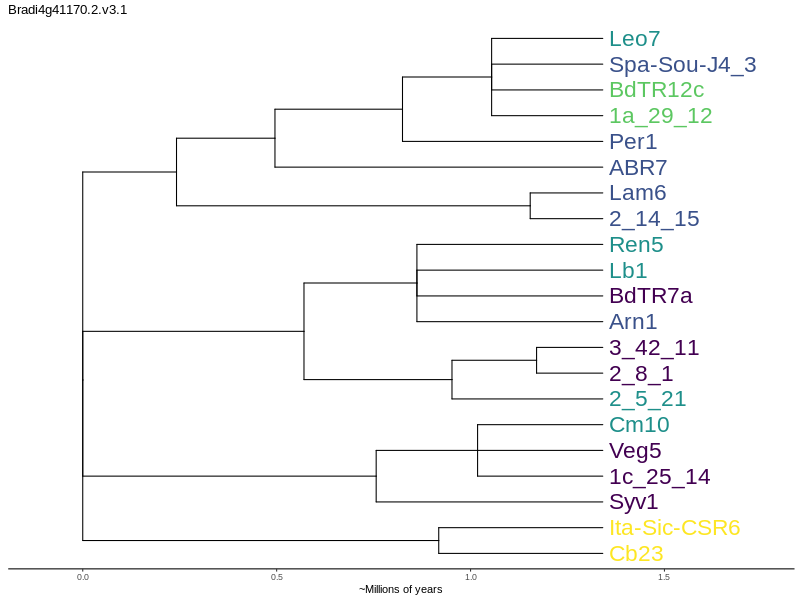 Bradi4g41170.2.v3.1
Leo7
Spa-Sou-J4_3
BdTR12c
1a_29_12
Per1
ABR7
Lam6
2_14_15
Ren5
Lb1
BdTR7a
Arn1
3_42_11
2_8_1
2_5_21
Cm10
Veg5
1c_25_14
Syv1
Ita-Sic-CSR6
Cb23
0.0 0.5 1.0 1.5
~Millions of years